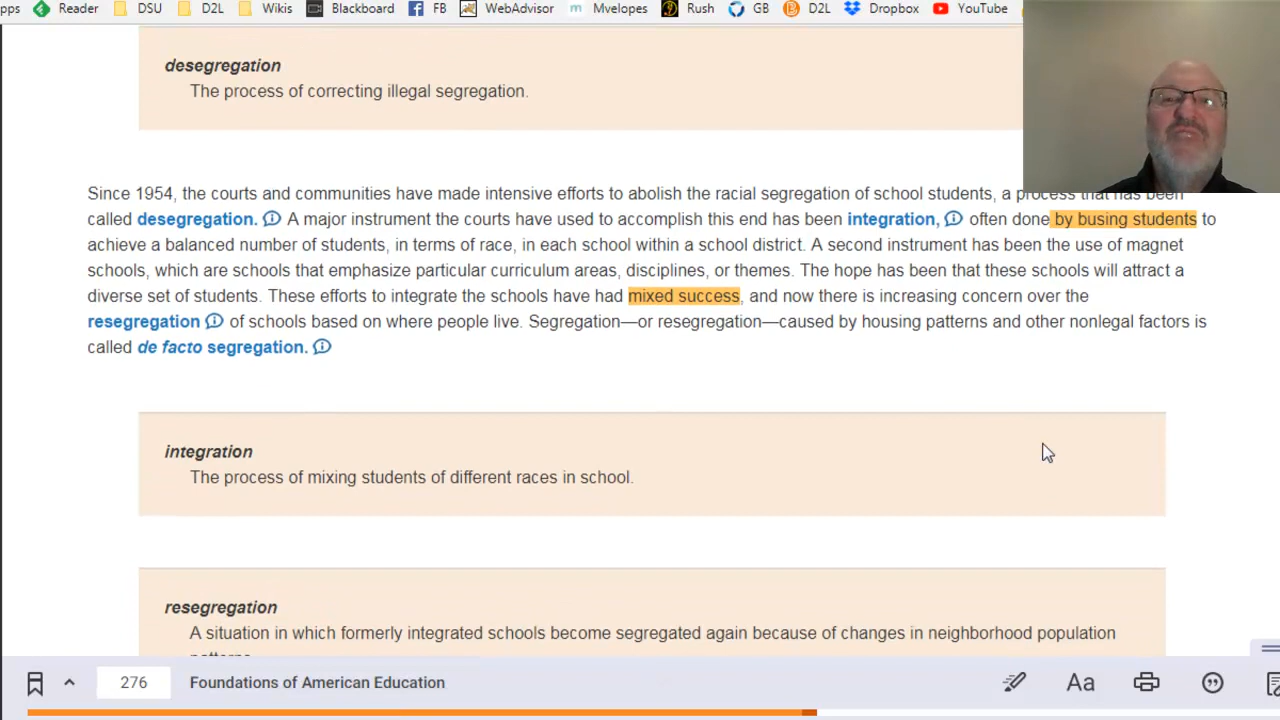 pps Reader DSU D2L Wikis Blackboard FB WebAdvisor Mvelopes Rush GB D2L Dropbox YouTube
desegregation
The process of correcting illegal segregation.
Since 1954, the courts and communities have made intensive efforts to abolish the racial segregation of school students, a process that has been
called desegregation. A major instrument the courts have used to accomplish this end has been integration, often done by busing students to
achieve a balanced number of students, in terms of race, in each school within a school district. A second instrument has been the use of magnet
schools, which are schools that emphasize particular curriculum areas, disciplines, or themes. The hope has been that these schools will attract a
diverse set of students. These efforts to integrate the schools have had mixed success, and now there is increasing concern over the
resegregation of schools based on where people live. Segregation—or resegregation—caused by housing patterns and other nonlegal factors is
called de facto segregation.
integration
The process of mixing students of different races in school.
resegregation
A situation in which formerly integrated schools become segregated again because of changes in neighborhood population
patterns
276 Foundations of American Education Aa